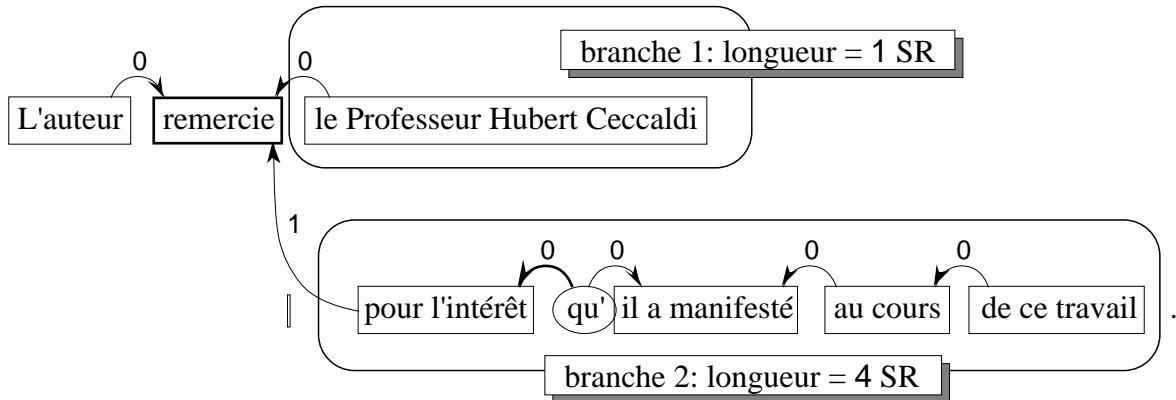 branche 1: longueur = 1 SR
0 0
L'auteur remercie le Professeur Hubert Ceccaldi
1
0 0 0 0
pour l'intérêt qu' il a manifesté au cours de ce travail .
branche 2: longueur = 4 SR